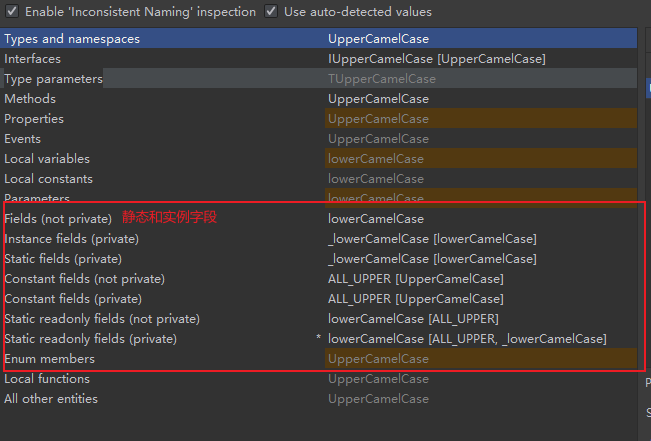 Enable 'Inconsistent Naming' inspection Use auto-detected values
Types and namespaces UpperCamelCase
Interfaces IUpperCamelCase [UpperCamelCase]
Type parameters TUpperCamelCase
Methods UpperCamelCase
Properties UpperCamelCase
Events UpperCamelCase
Local variables lowerCamelCase
Local constants lowerCamelCase
Parameters lowerCamelCase
Fields (not private) 静态和实例字段 lowerCamelCase
Instance fields (private) _lowerCamelCase [lowerCamelCase]
Static fields (private) _lowerCamelCase [lowerCamelCase]
Constant fields (not private) ALL_UPPER [UpperCamelCase]
Constant fields (private) ALL_UPPER [UpperCamelCase]
Static readonly fields (not private) lowerCamelCase [ALL_UPPER]
Static readonly fields (private) * lowerCamelCase [ALL_UPPER, _lowerCamelCase]
Enum members UpperCamelCase
Local functions UpperCamelCase
All other entities UpperCamelCase